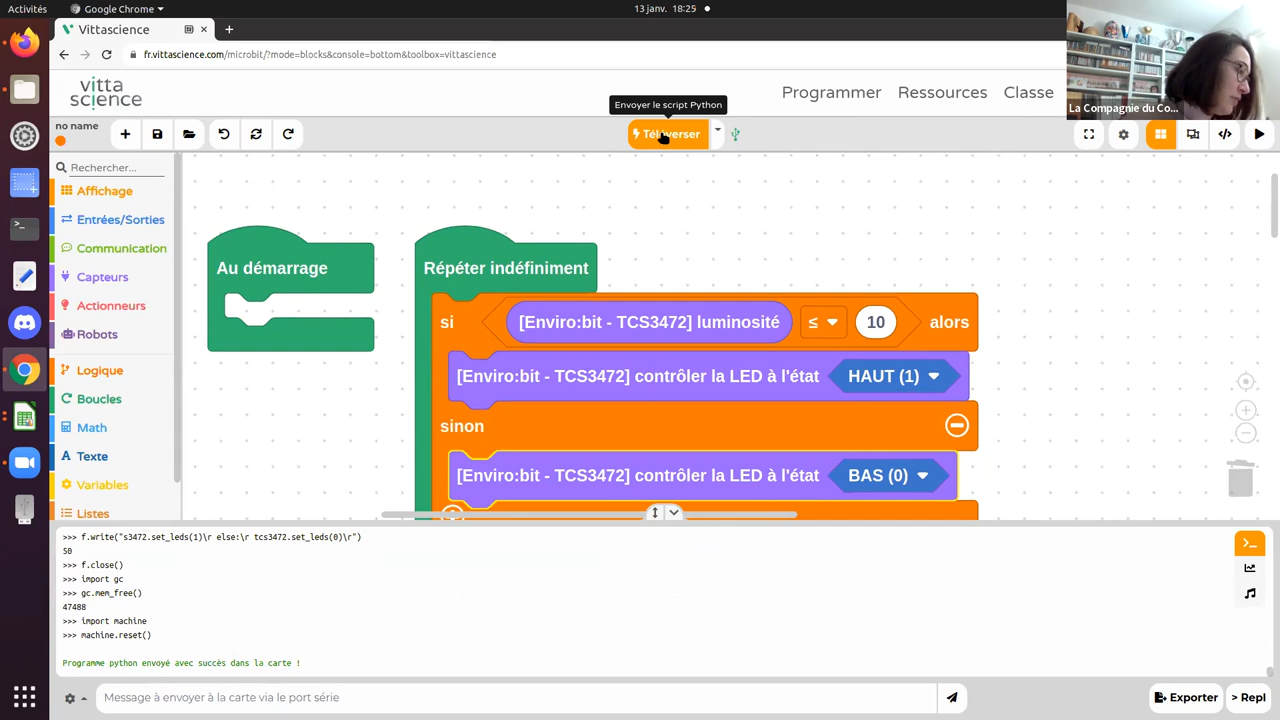 Activités
Google Chrome
13 janv. 18:25
Vittascience
fr.vittascience.com/microbit/?mode=blocks&console=bottom&toolbox=vittascience
vitta
science
Envoyer le script Python
Programmer
Ressources
Classe
La Compagnie du Co...
no name
Téléverser
Rechercher...
Affichage
Entrées/Sorties
Communication
Capteurs
Actionneurs
Robots
Logique
Boucles
Math
Texte
Variables
Listes
Au démarrage
Répéter indéfiniment
si [Enviro:bit - TCS3472] luminosité ≤ 10 alors
[Enviro:bit - TCS3472] contrôler la LED à l'état HAUT (1)
sinon
[Enviro:bit - TCS3472] contrôler la LED à l'état BAS (0)
>>> f.write("s3472.set_leds(1)\r else:\r tcs3472.set_leds(0)\r")
50
>>> f.close()
>>> import gc
>>> gc.mem_free()
47488
>>> import machine
>>> machine.reset()
Programme python envoyé avec succès dans la carte !
Message à envoyer à la carte via le port série
Exporter
> Repl